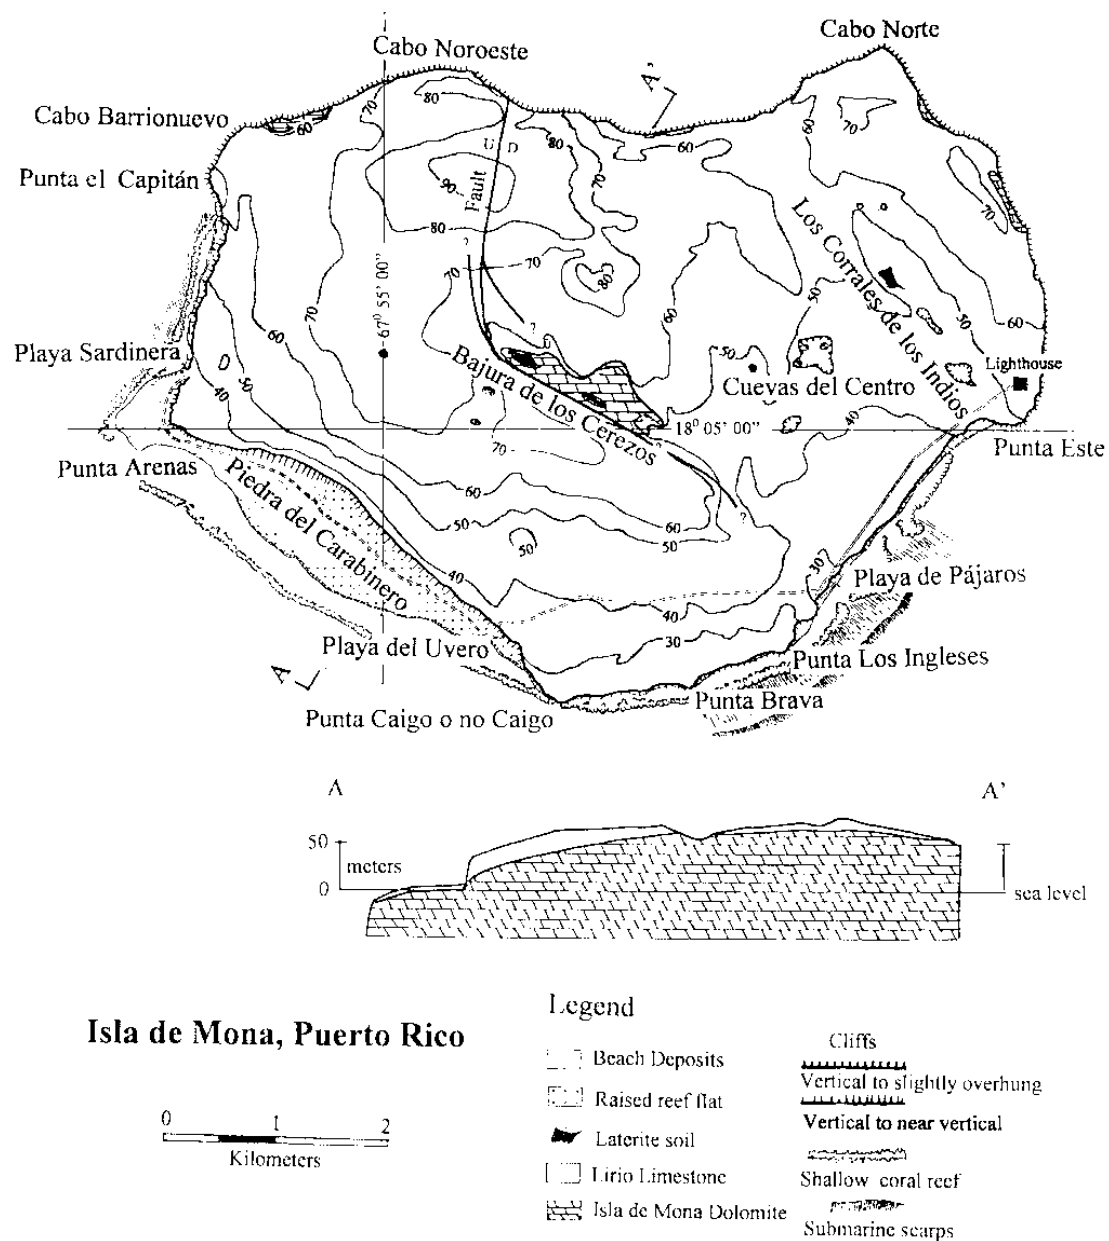 Cabo Norte
Cabo Noroeste
A'
Cabo Barrionuevo
Punta el Capitán
80
70
60
80
60
60
70
U D
90
Fault
70
70
80
?
70
70
80
70
67° 55' 00"
60
50
60
50
60
Los Corrales de los Indios
Playa Sardinera
50
40
?
Bajura de los Cerezos
50
Cuevas del Centro
Lighthouse
40
18° 05' 00"
Punta Este
Punta Arenas
70
60
50
60
50
50
?
Piedra del Carabinero
40
40
30
30
Playa de Pájaros
Playa del Uvero
A
Punta Los Ingleses
Punta Brava
Punta Caigo o no Caigo
A
A'
50
meters
0
sea level
Isla de Mona, Puerto Rico
0 1 2
Kilometers
Legend
Beach Deposits
Raised reef flat
Laterite soil
Lirio Limestone
Isla de Mona Dolomite
Cliffs
Vertical to slightly overhung
Vertical to near vertical
Shallow coral reef
Submarine scarps